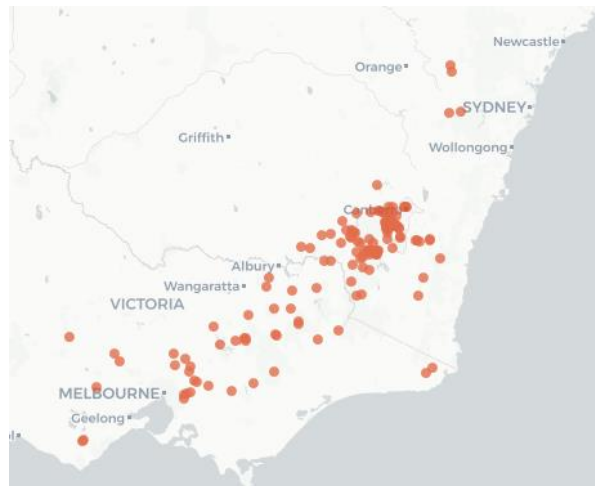 Newcastle
Orange
SYDNEY
Griffith
Wollongong
Albury
Wangaratta
VICTORIA
MELBOURNE
Geelong